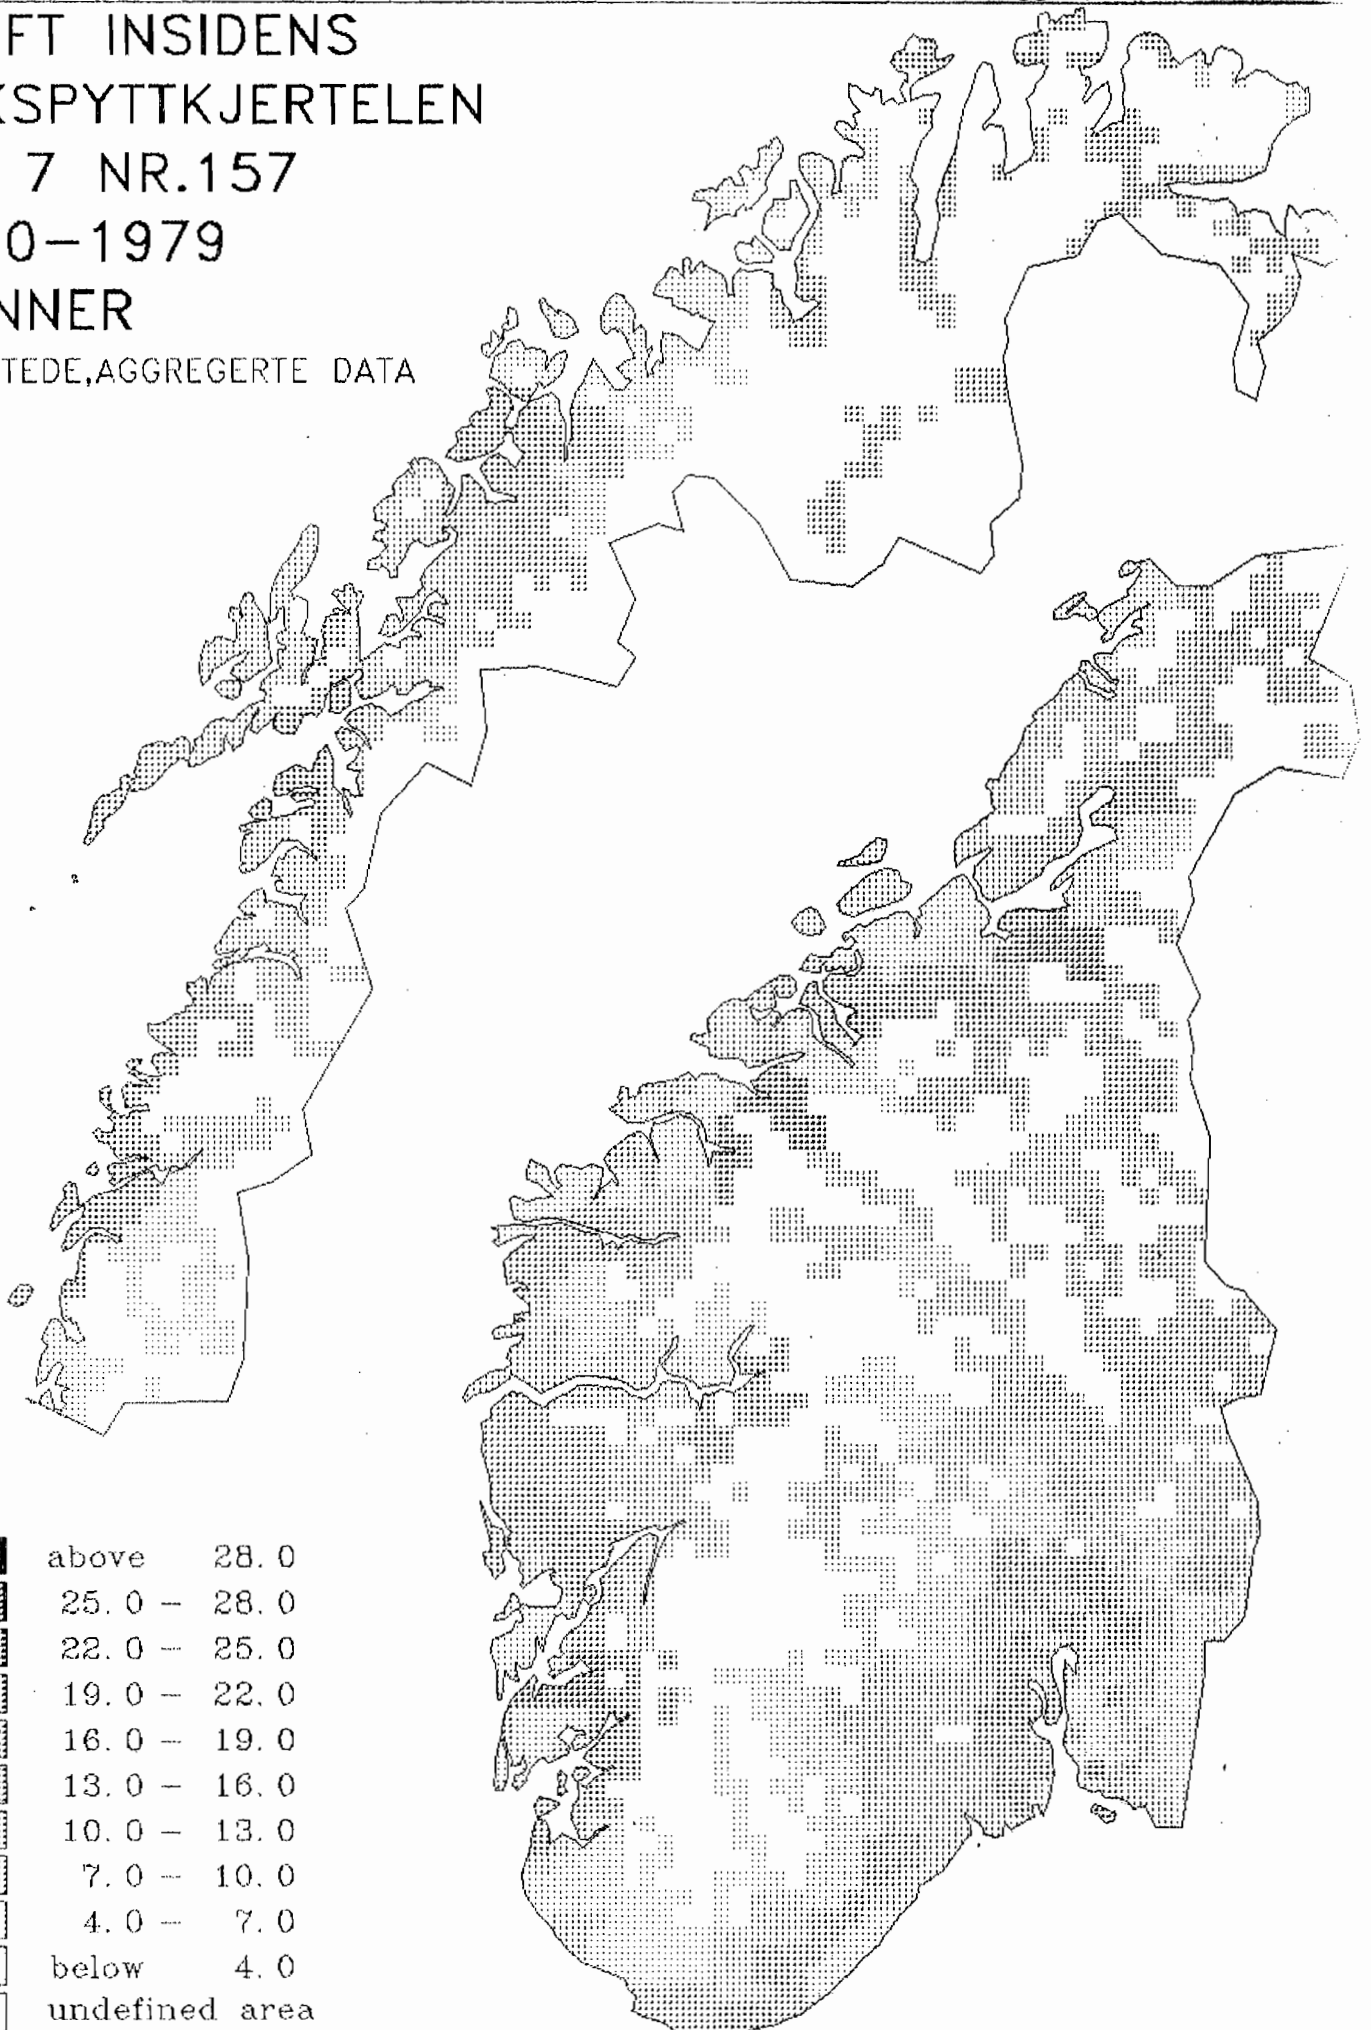 FT INSIDENS
KSPYTTKJERTELEN
7 NR.157
0-1979
NNER
TEDE,AGGREGERTE DATA
above 28.0
25.0 - 28.0
22.0 - 25.0
19.0 - 22.0
16.0 - 19.0
13.0 - 16.0
10.0 - 13.0
7.0 - 10.0
4.0 - 7.0
below 4.0
undefined area